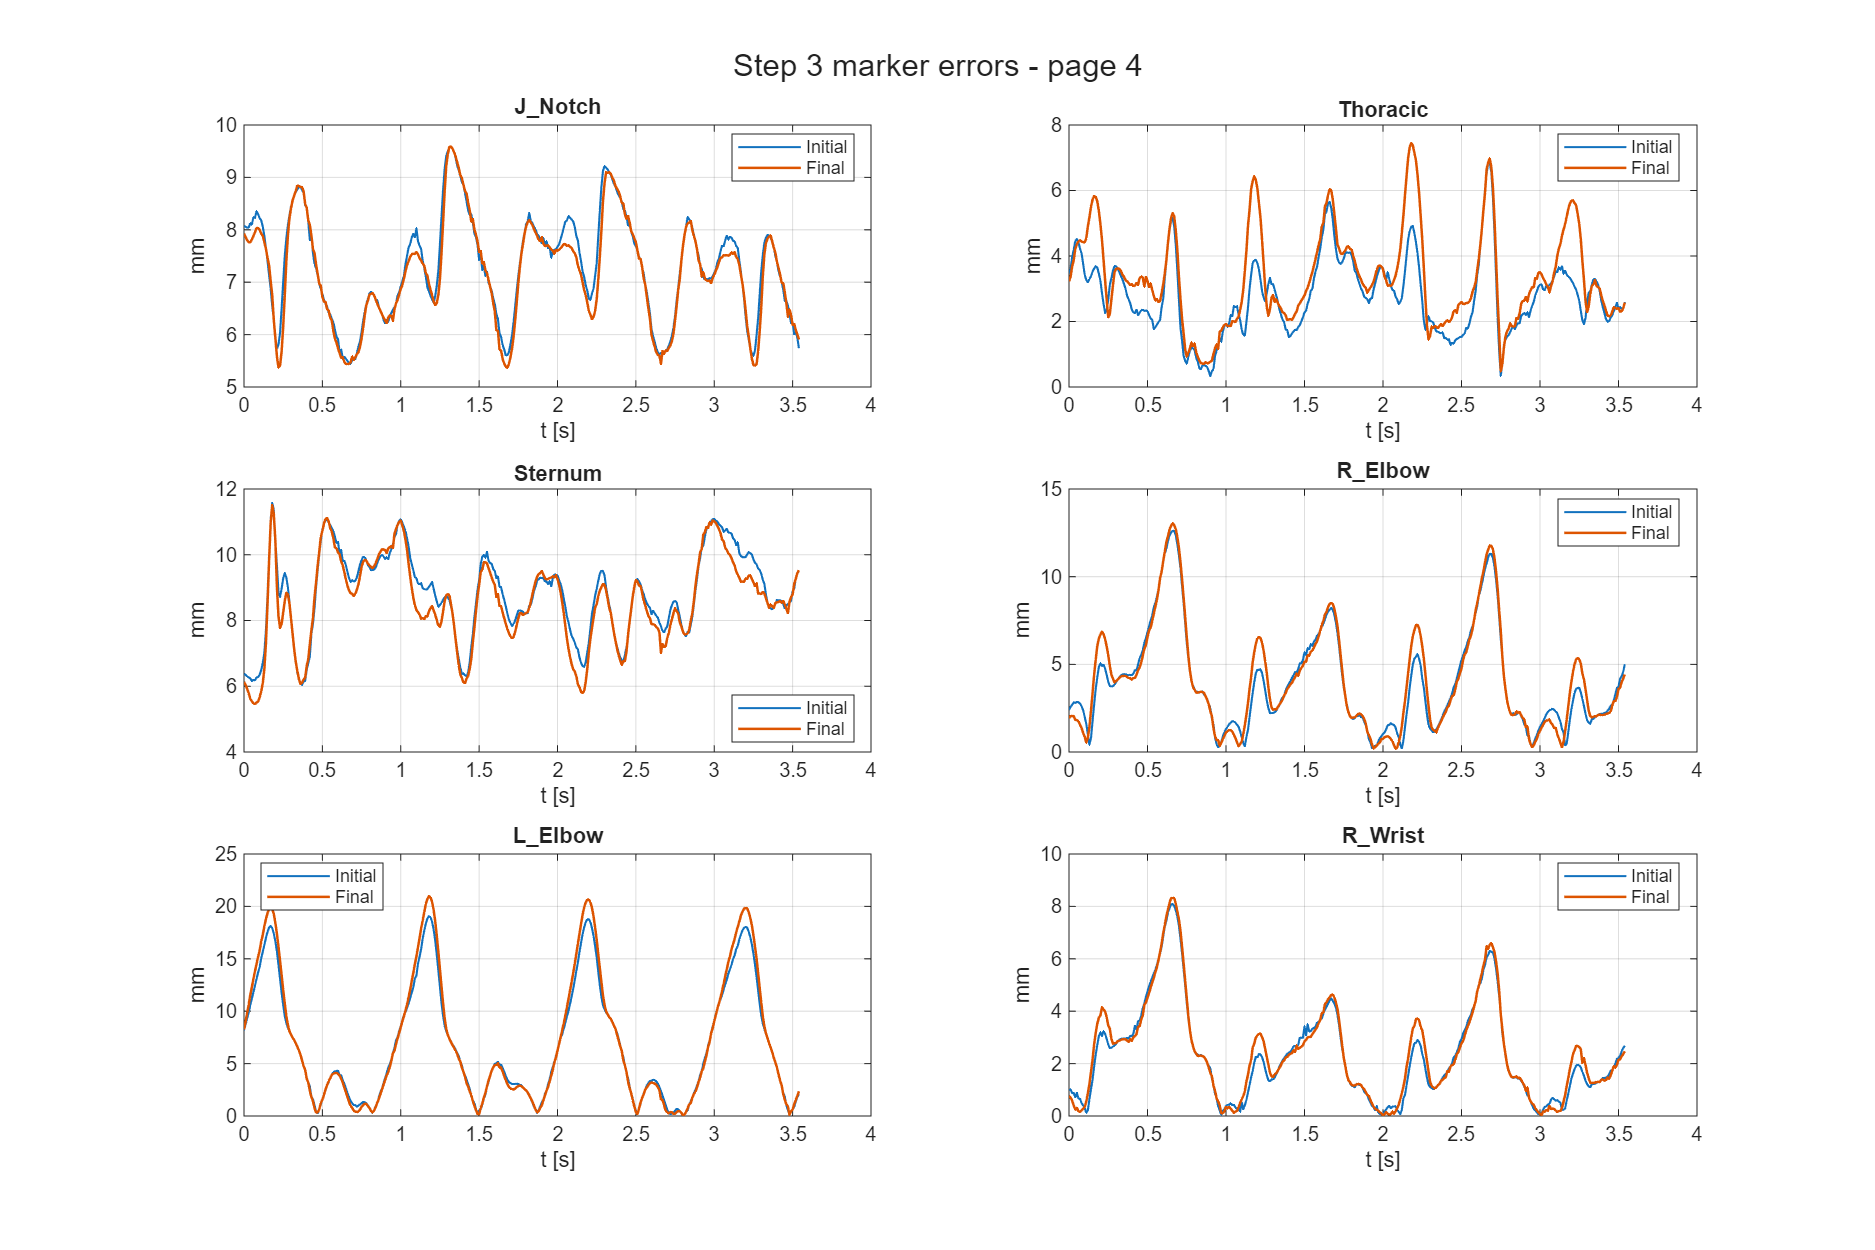 Step 3 marker errors - page 4
J_Notch
10
9
8
7
6
5
mm
0 0.5 1 1.5 2 2.5 3 3.5 4
t [s]
Initial
Final
Thoracic
8
6
4
2
0
mm
0 0.5 1 1.5 2 2.5 3 3.5 4
t [s]
Initial
Final
Sternum
12
10
8
6
4
mm
0 0.5 1 1.5 2 2.5 3 3.5 4
t [s]
Initial
Final
R_Elbow
15
10
5
0
mm
0 0.5 1 1.5 2 2.5 3 3.5 4
t [s]
Initial
Final
L_Elbow
25
20
15
10
5
0
mm
0 0.5 1 1.5 2 2.5 3 3.5 4
t [s]
Initial
Final
R_Wrist
10
8
6
4
2
0
mm
0 0.5 1 1.5 2 2.5 3 3.5 4
t [s]
Initial
Final